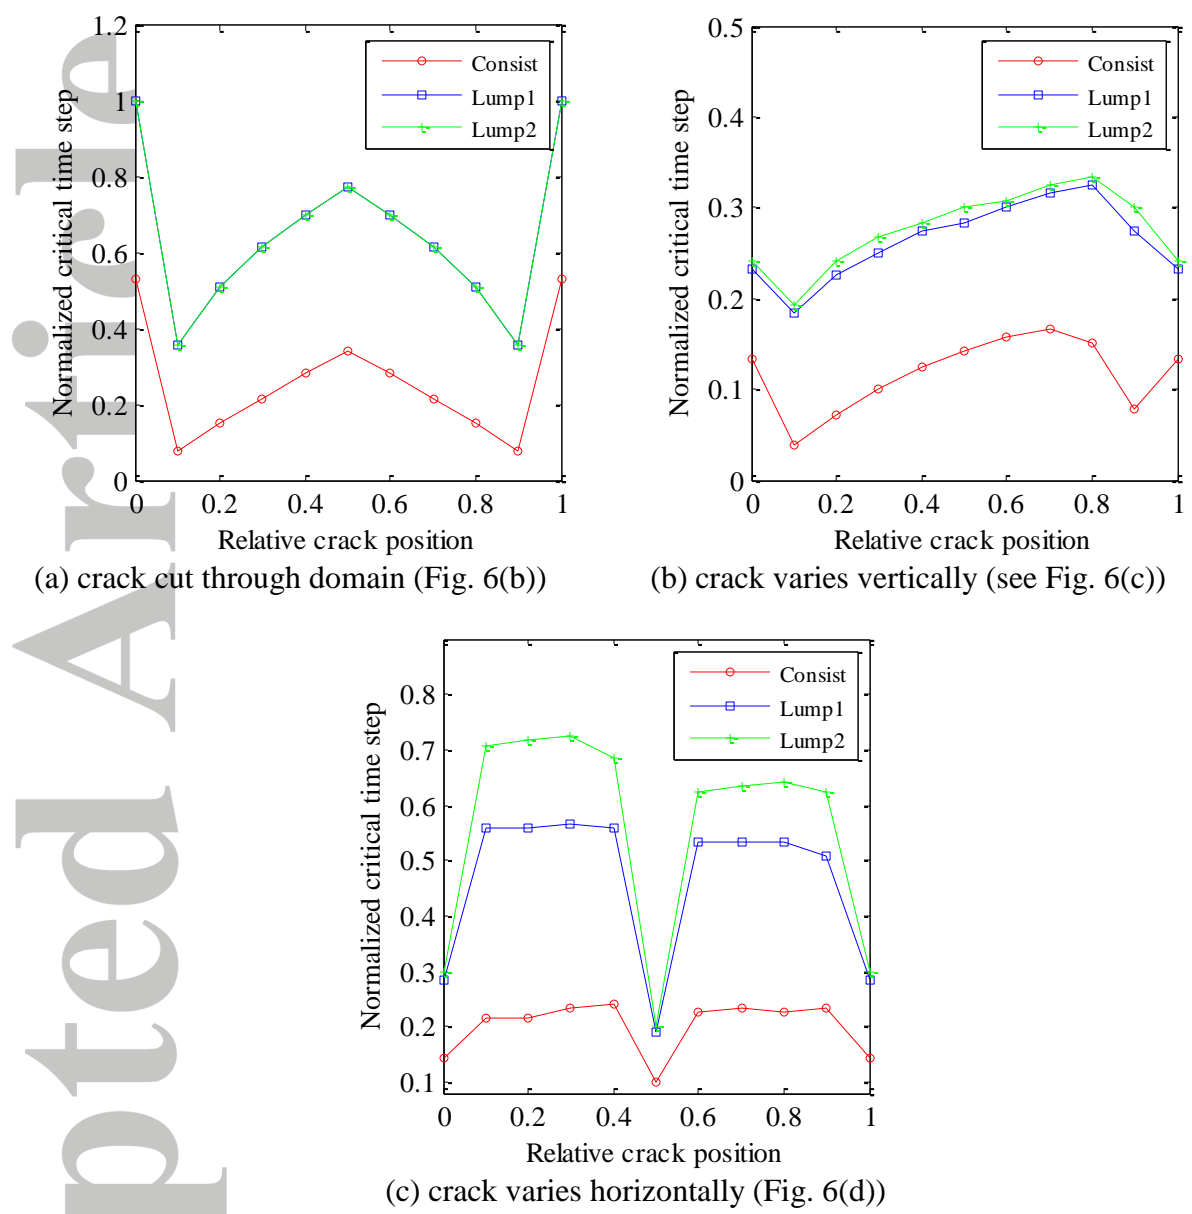 1.2
1
0.8
0.6
0.4
0.2
0
Normalized critical time step
Consist
Lump1
Lump2
0 0.2 0.4 0.6 0.8 1
Relative crack position
(a) crack cut through domain (Fig. 6(b))
0.5
0.4
0.3
0.2
0.1
0
Normalized critical time step
Consist
Lump1
Lump2
0 0.2 0.4 0.6 0.8 1
Relative crack position
(b) crack varies vertically (see Fig. 6(c))
0.8
0.7
0.6
0.5
0.4
0.3
0.2
0.1
Normalized critical time step
Consist
Lump1
Lump2
0 0.2 0.4 0.6 0.8 1
Relative crack position
(c) crack varies horizontally (Fig. 6(d))
pted Article